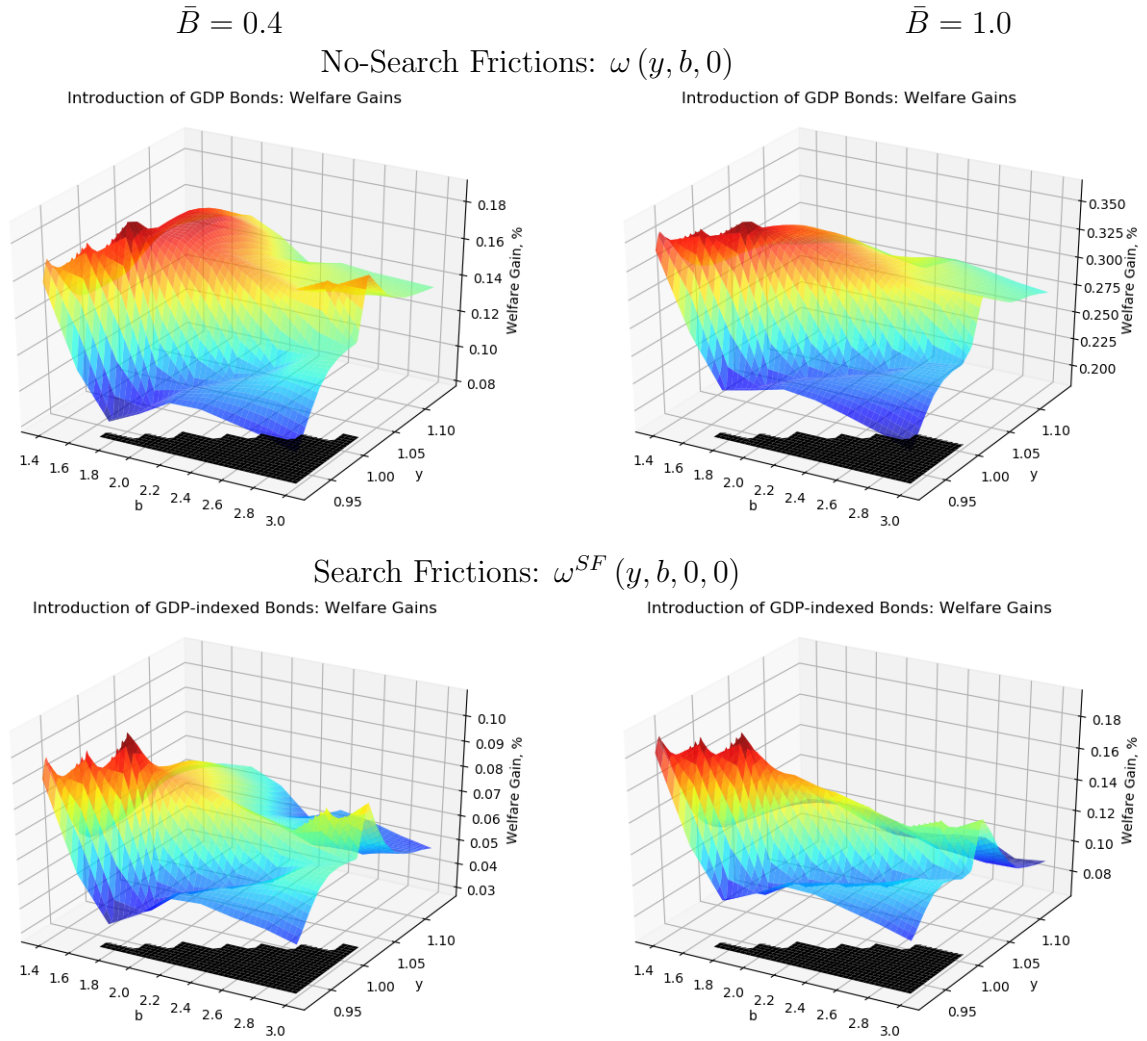 B̄ = 0.4
B̄ = 1.0
No-Search Frictions: ω (y, b, 0)
Introduction of GDP Bonds: Welfare Gains
0.18
0.16
0.14
0.12
0.10
0.08
Welfare Gain, %
1.4 1.6 1.8 2.0 2.2 2.4 2.6 2.8 3.0
b
0.95 1.00 1.05 1.10
y
Introduction of GDP Bonds: Welfare Gains
0.350
0.325
0.300
0.275
0.250
0.225
0.200
Welfare Gain, %
1.4 1.6 1.8 2.0 2.2 2.4 2.6 2.8 3.0
b
0.95 1.00 1.05 1.10
y
Search Frictions: ω^{SF} (y, b, 0, 0)
Introduction of GDP-indexed Bonds: Welfare Gains
0.10
0.09
0.08
0.07
0.06
0.05
0.04
0.03
Welfare Gain, %
1.4 1.6 1.8 2.0 2.2 2.4 2.6 2.8 3.0
b
0.95 1.00 1.05 1.10
y
Introduction of GDP-indexed Bonds: Welfare Gains
0.18
0.16
0.14
0.12
0.10
0.08
Welfare Gain, %
1.4 1.6 1.8 2.0 2.2 2.4 2.6 2.8 3.0
b
0.95 1.00 1.05 1.10
y